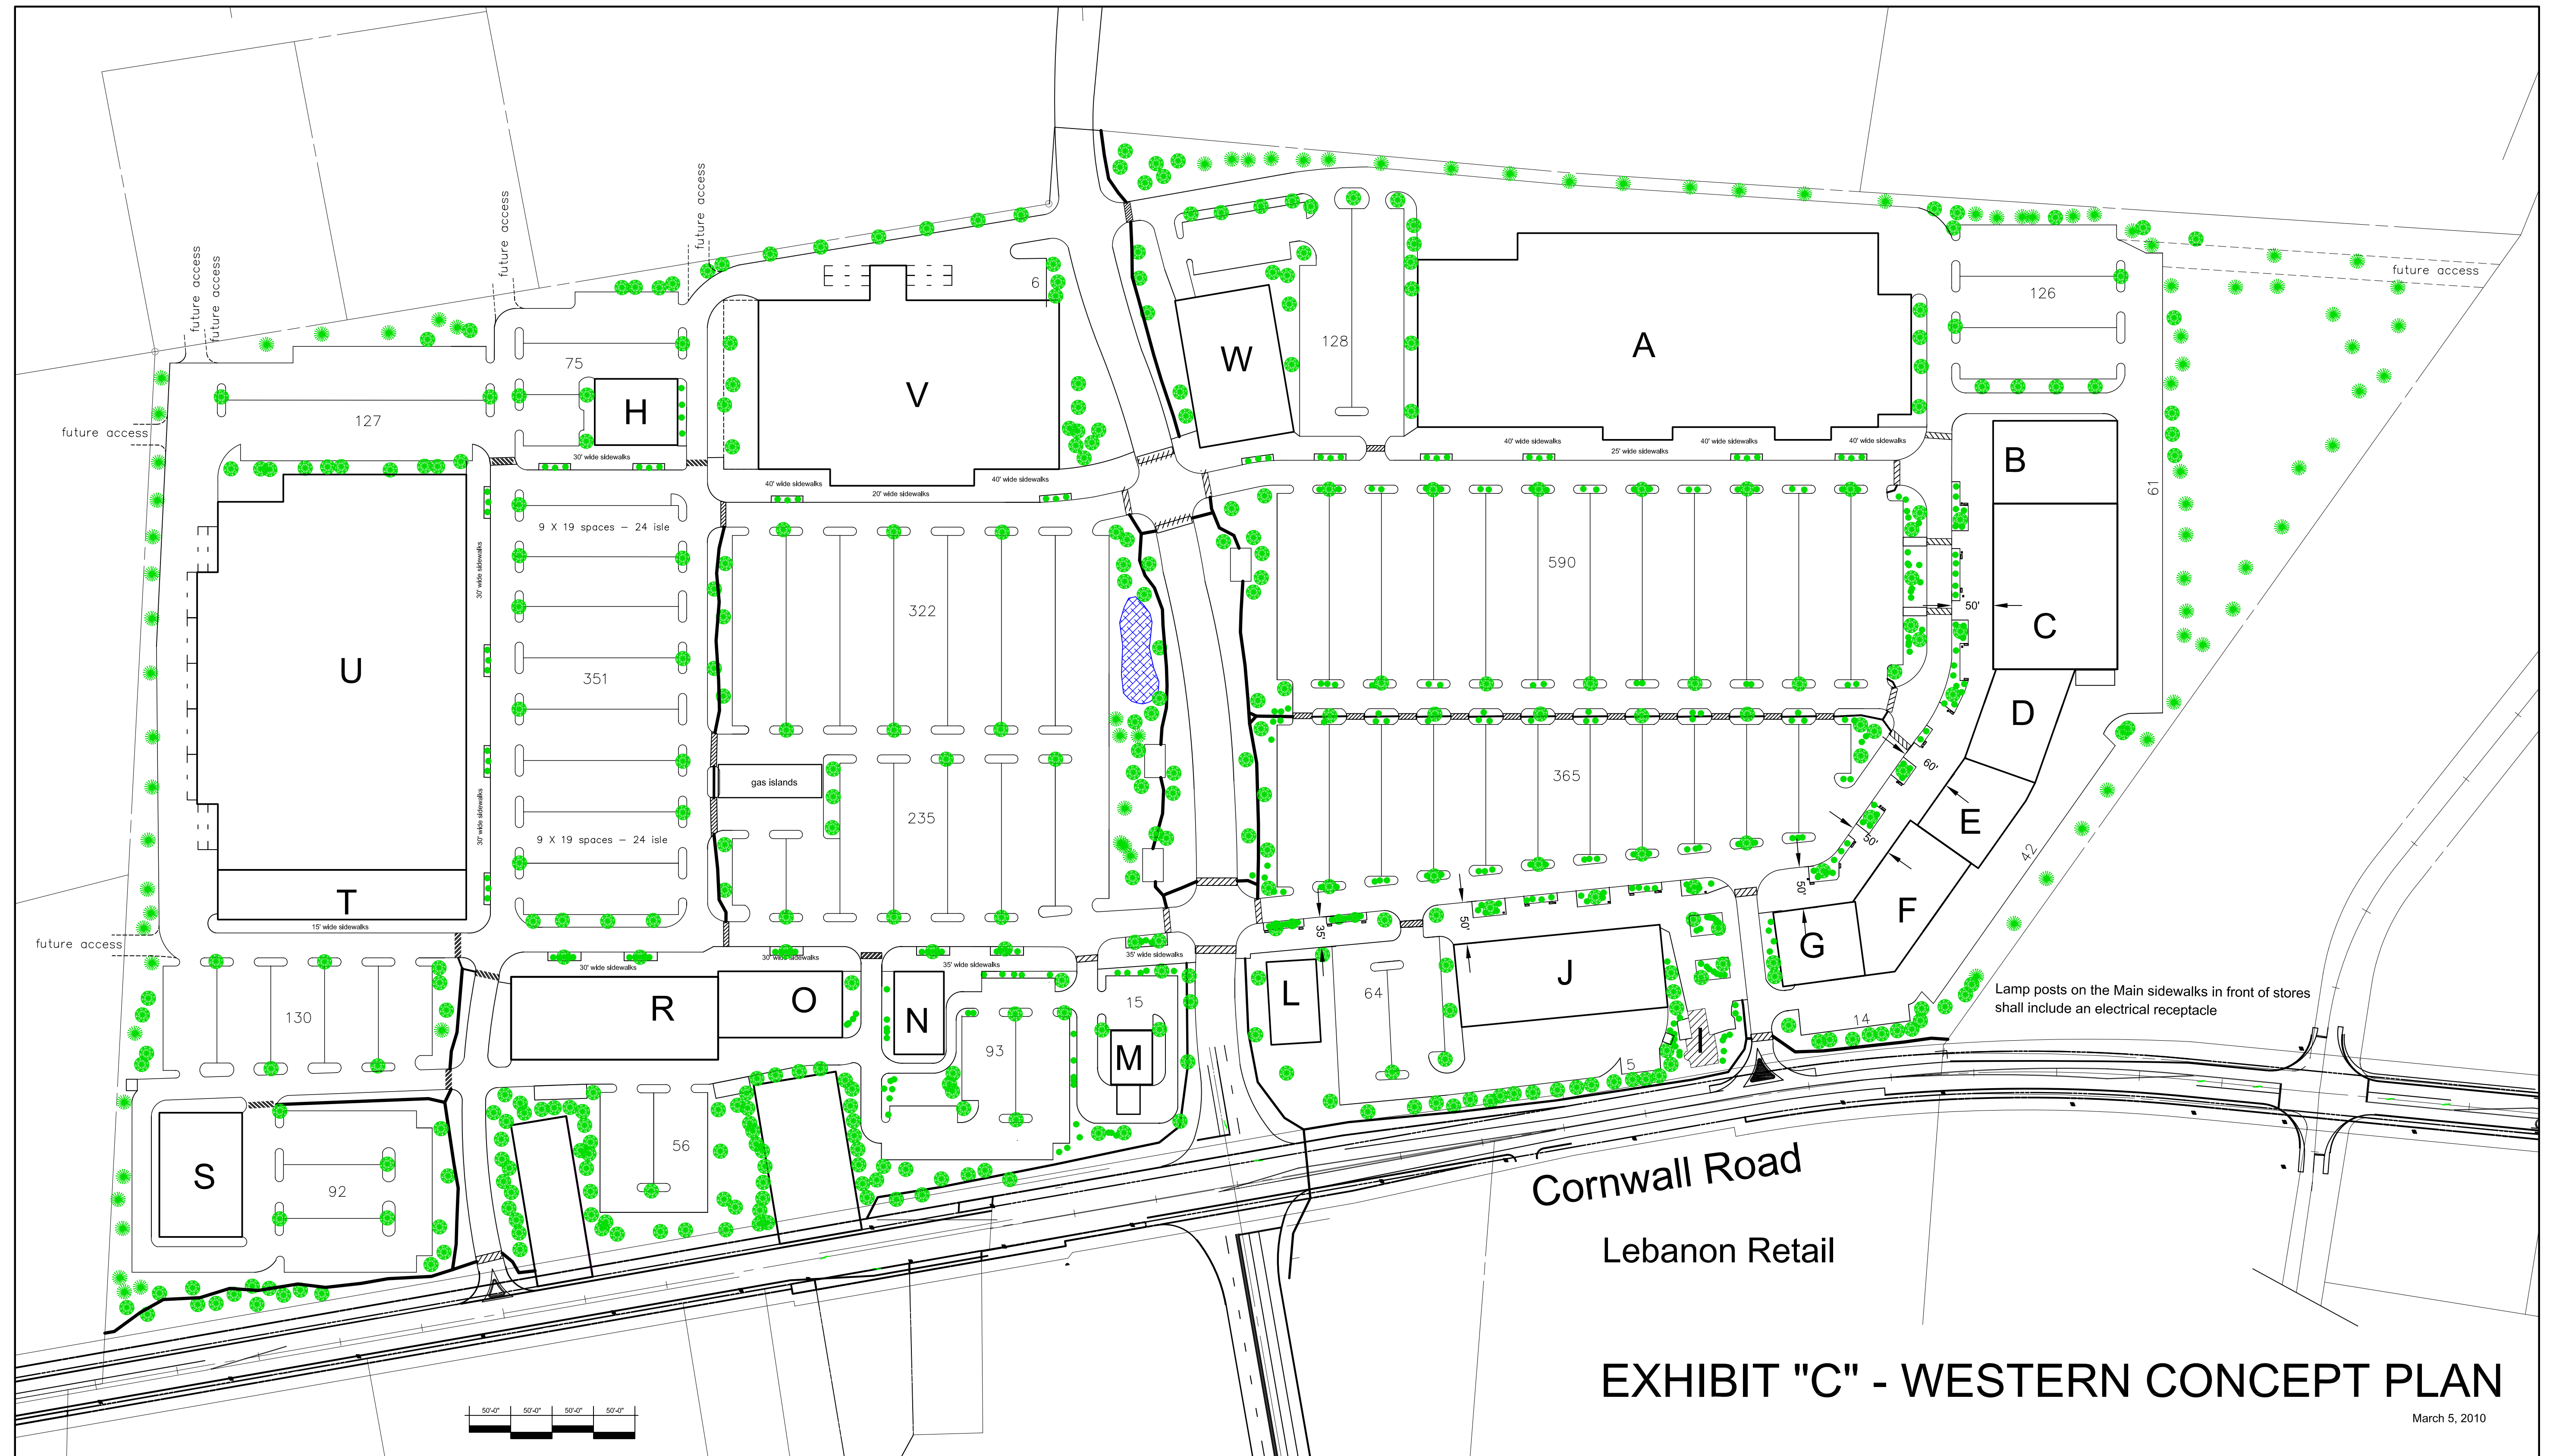 future access
future access
future access
future access
6
128
A
126
future access
W
75
V
H
127
future access
B
30' wide sidewalks
40' wide sidewalks
40' wide sidewalks
40' wide sidewalks
25' wide sidewalks
40' wide sidewalks
20' wide sidewalks
40' wide sidewalks
61
9 X 19 spaces – 24 isle
30' wide sidewalks
590
322
50'
C
U
351
D
60'
365
gas islands
235
E
30' wide sidewalks
9 X 19 spaces – 24 isle
50'
42
T
50'
F
15' wide sidewalks
50'
35'
future access
G
30' wide sidewalks
30' wide sidewalks
35' wide sidewalks
35' wide sidewalks
J
L
64
Lamp posts on the Main sidewalks in front of stores
shall include an electrical receptacle
R
O
N
15
130
14
I
93
M
5
56
S
92
Cornwall Road
Lebanon Retail
EXHIBIT "C" - WESTERN CONCEPT PLAN
March 5, 2010
50'-0" 50'-0" 50'-0" 50'-0"